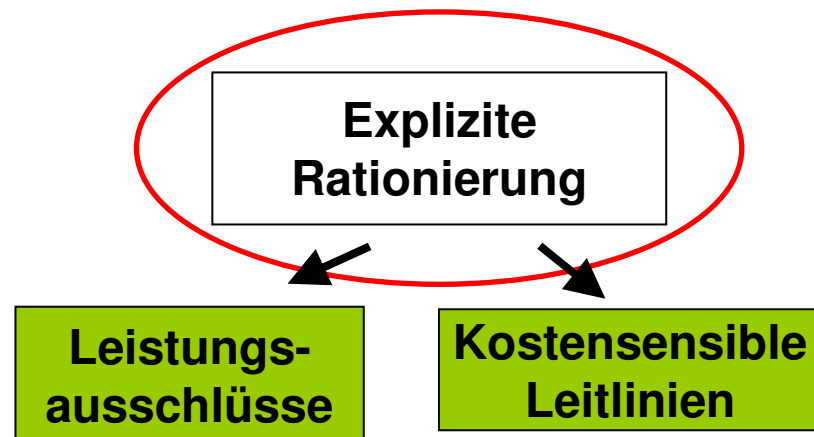 Explizite
Rationierung
Leistungs-
ausschlüsse
Kostensensible
Leitlinien